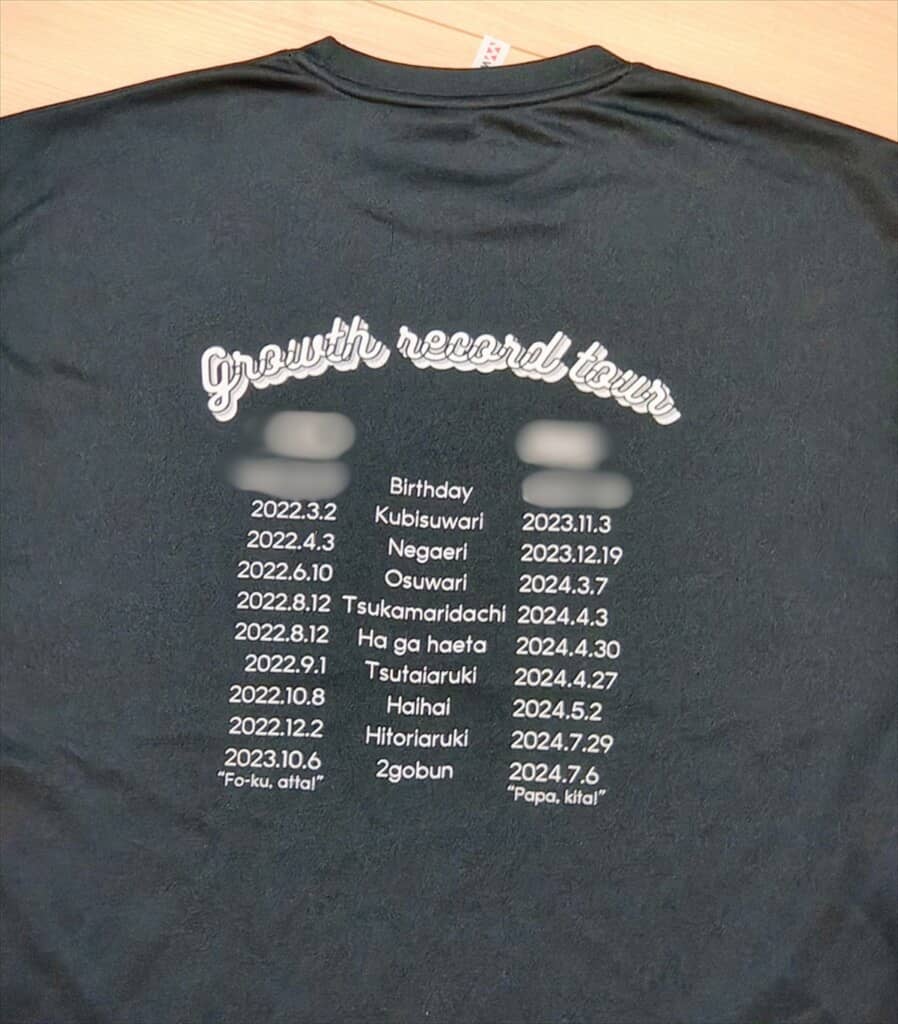 growth record tour
Birthday
2022.3.2 Kubisuwari 2023.11.3
2022.4.3 Negaeri 2023.12.19
2022.6.10 Osuwari 2024.3.7
2022.8.12 Tsukamaridachi 2024.4.3
2022.8.12 Ha ga haeta 2024.4.30
2022.9.1 Tsutaiaruki 2024.4.27
2022.10.8 Haihai 2024.5.2
2022.12.2 Hitoriaruki 2024.7.29
2023.10.6 2gobun 2024.7.6
“Fo-ku, atta!” “Papa, kita!”